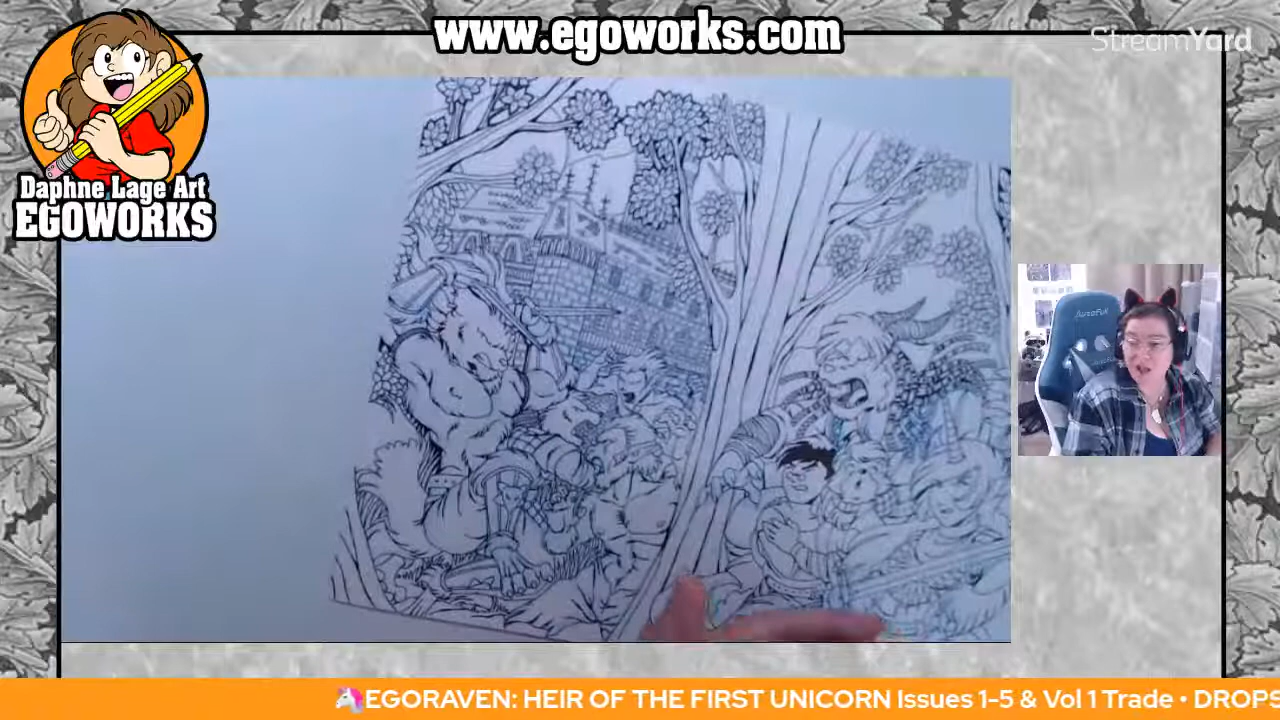 www.egoworks.com
StreamYard
Daphne Lage Art
EGOWORKS
AutoFull
🦄EGORAVEN: HEIR OF THE FIRST UNICORN Issues 1-5 & Vol 1 Trade • DROPS